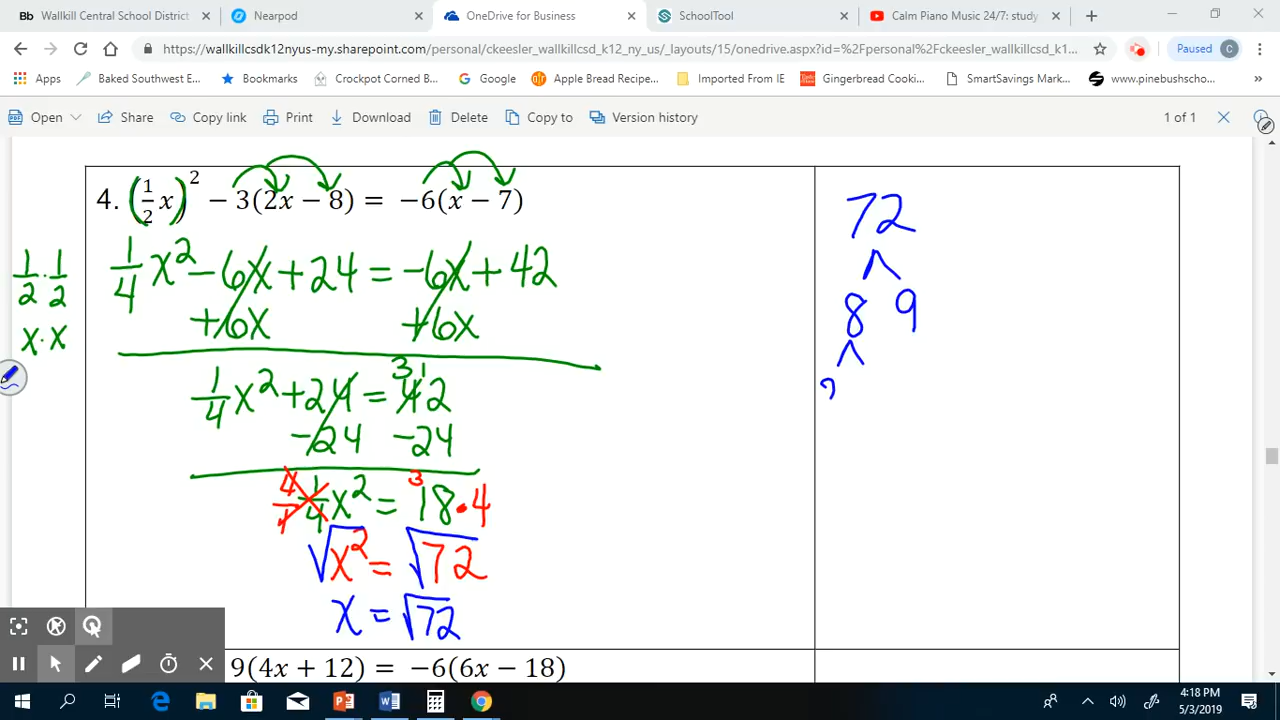 Wallkill Central School District
Nearpod
OneDrive for Business
SchoolTool
Calm Piano Music 24/7: study
https://wallkillcsdk12nyus-my.sharepoint.com/personal/ckeesler_wallkillcsd_k12_ny_us/_layouts/15/onedrive.aspx?id=%2Fpersonal%2Fckeesler_wallkillcsd_k1...
Paused C
Apps Baked Southwest E... Bookmarks Crockpot Corned B... Google Apple Bread Recipe... Imported From IE Gingerbread Cooki... SmartSavings Mark... www.pinebushscho... »
Open Share Copy link Print Download Delete Copy to Version history 1 of 1
4. (1/2 x)² − 3(2x − 8) = −6(x − 7)
1/2 · 1/2
x · x
1/4 x² − 6x + 24 = −6x + 42
+6x +6x
1/4 x² + 24 = 42
3 1
−24 −24
4/1 · 1/4 x² = 18 · 4
3
√x² = √72
x = √72
72
8 9
2
9(4x + 12) = −6(6x − 18)
4:18 PM
5/3/2019